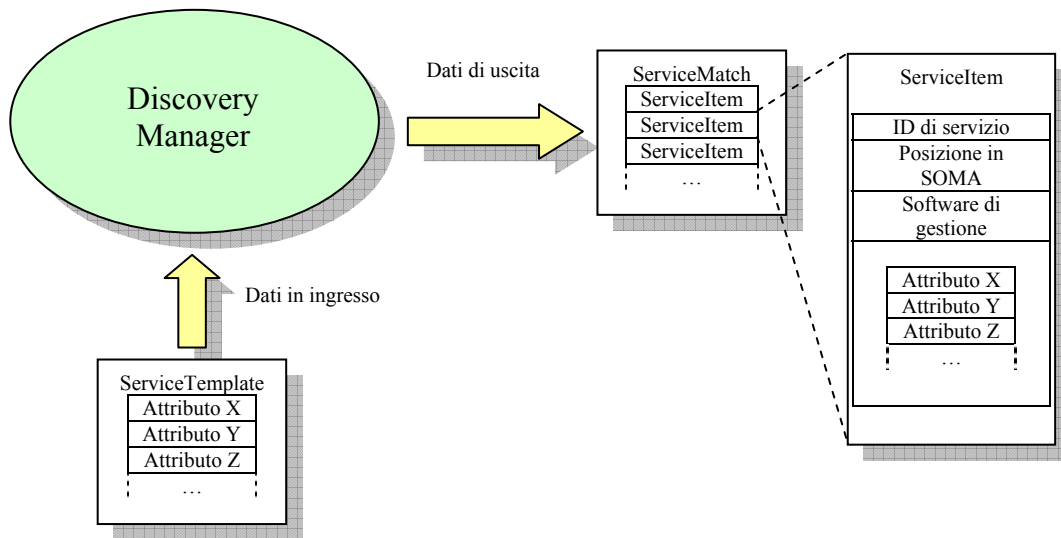 Discovery
Manager
Dati in ingresso
ServiceTemplate
Attributo X
Attributo Y
Attributo Z
…
Dati di uscita
ServiceMatch
ServiceItem
ServiceItem
ServiceItem
…
ServiceItem
ID di servizio
Posizione in
SOMA
Software di
gestione
Attributo X
Attributo Y
Attributo Z
…